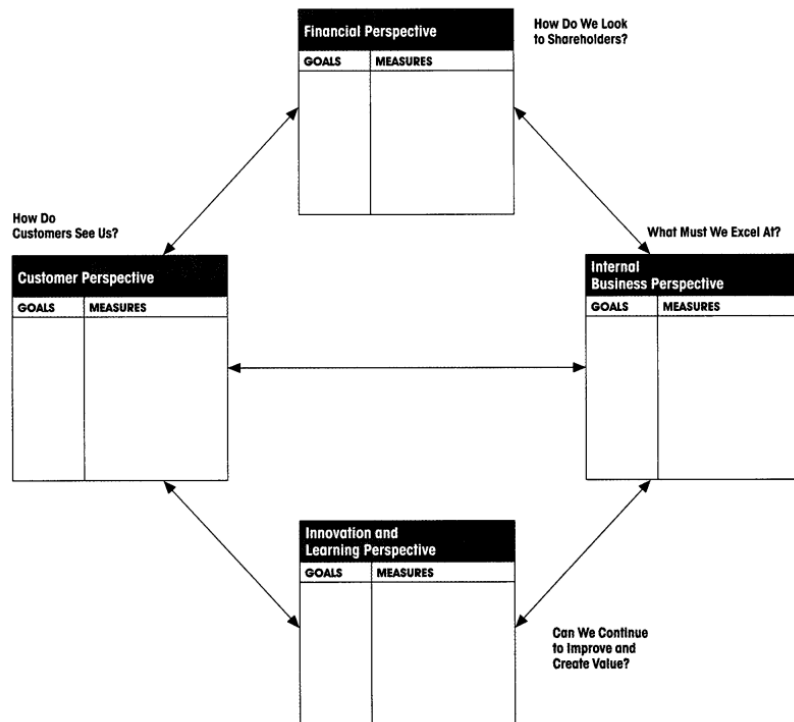 Financial Perspective
GOALS MEASURES
How Do We Look
to Shareholders?
How Do
Customers See Us?
Customer Perspective
GOALS MEASURES
What Must We Excel At?
Internal
Business Perspective
GOALS MEASURES
Innovation and
Learning Perspective
GOALS MEASURES
Can We Continue
to Improve and
Create Value?